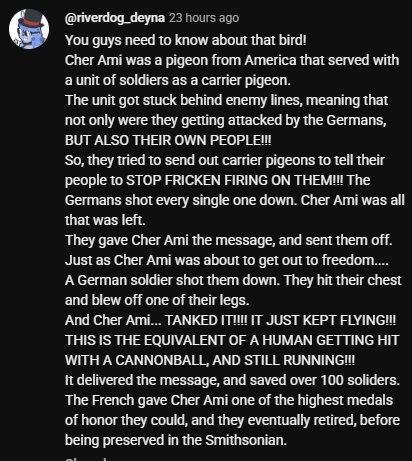 @riverdog_deyna 23 hours ago
You guys need to know about that bird!
Cher Ami was a pigeon from America that served with
a unit of soldiers as a carrier pigeon.
The unit got stuck behind enemy lines, meaning that
not only were they getting attacked by the Germans,
BUT ALSO THEIR OWN PEOPLE!!!
So, they tried to send out carrier pigeons to tell their
people to STOP FRICKEN FIRING ON THEM!!! The
Germans shot every single one down. Cher Ami was all
that was left.
They gave Cher Ami the message, and sent them off.
Just as Cher Ami was about to get out to freedom....
A German soldier shot them down. They hit their chest
and blew off one of their legs.
And Cher Ami... TANKED IT!!!! IT JUST KEPT FLYING!!!
THIS IS THE EQUIVALENT OF A HUMAN GETTING HIT
WITH A CANNONBALL, AND STILL RUNNING!!!
It delivered the message, and saved over 100 soliders.
The French gave Cher Ami one of the highest medals
of honor they could, and they eventually retired, before
being preserved in the Smithsonian.